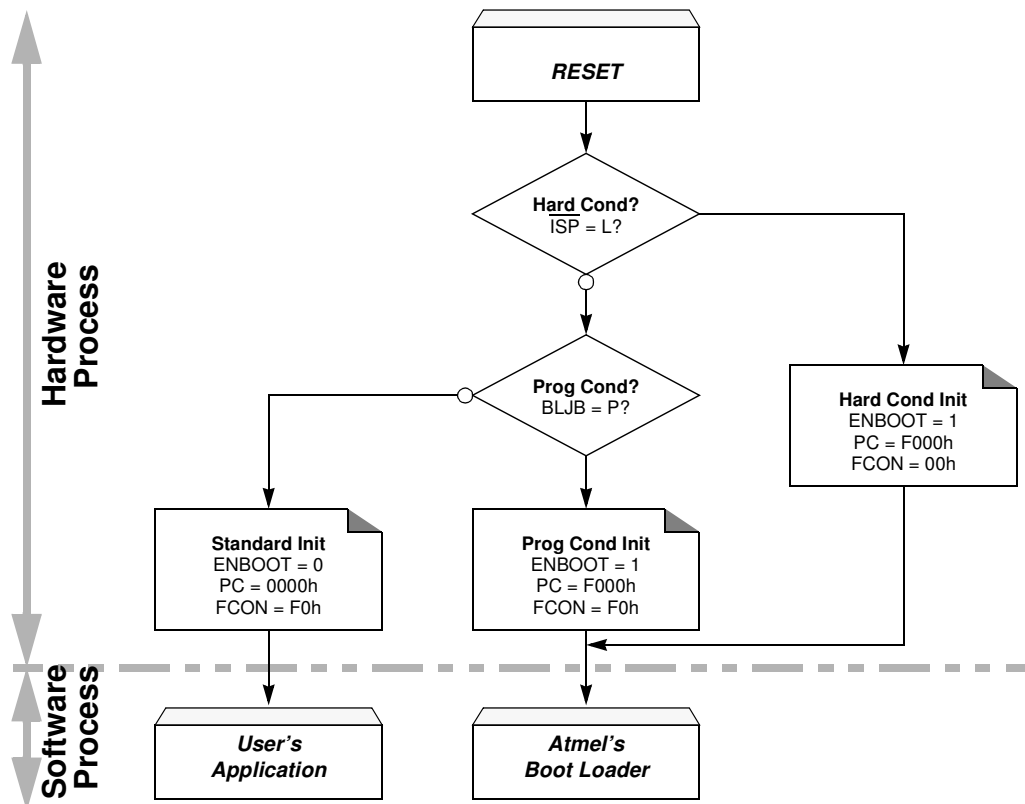 RESET
Hard Cond?
ISP = L?
Prog Cond?
BLJB = P?
Hard Cond Init
ENBOOT = 1
PC = F000h
FCON = 00h
Standard Init
ENBOOT = 0
PC = 0000h
FCON = F0h
Prog Cond Init
ENBOOT = 1
PC = F000h
FCON = F0h
User's
Application
Atmel's
Boot Loader
Hardware
Process
Software
Process